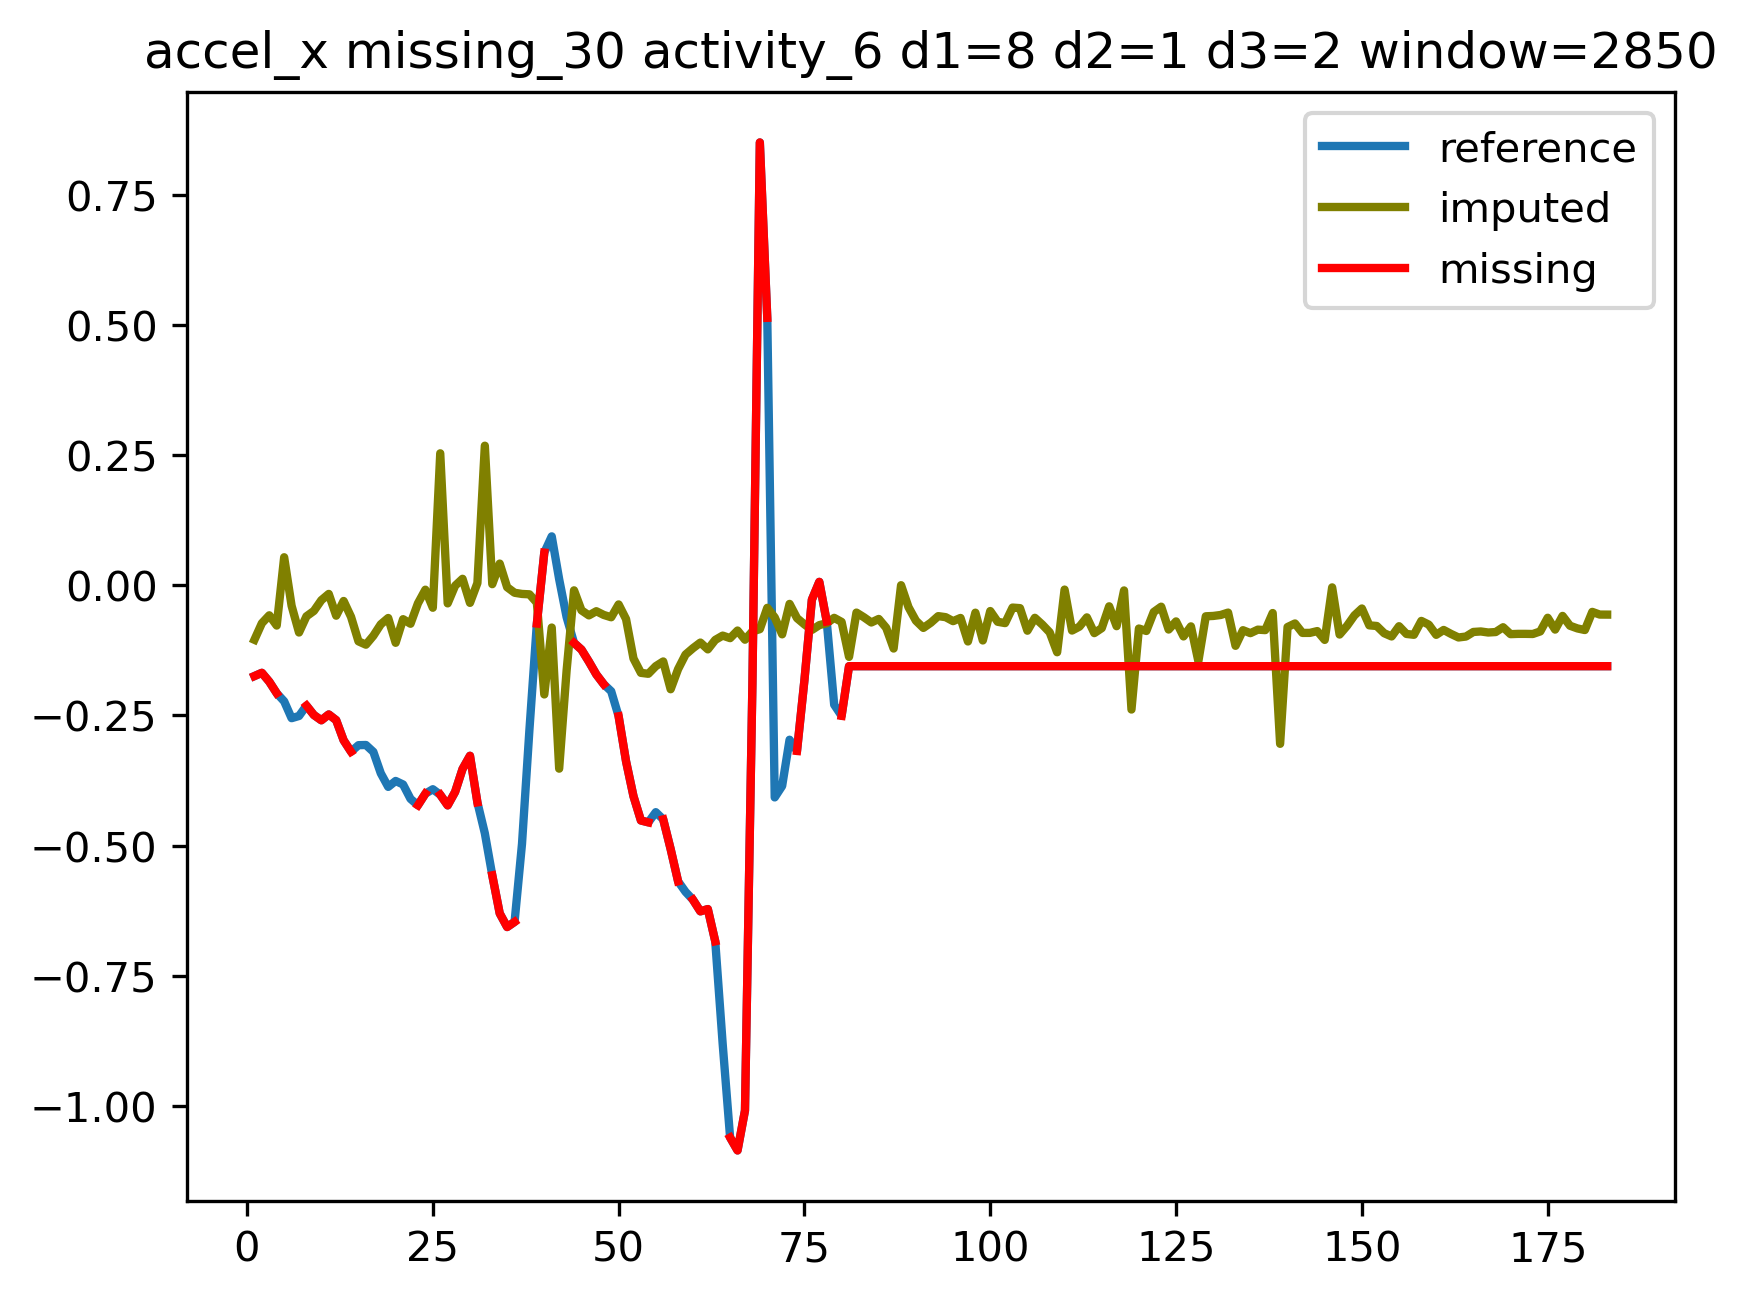 accel_x missing_30 activity_6 d1=8 d2=1 d3=2 window=2850
reference
imputed
missing
0.75
0.50
0.25
0.00
−0.25
−0.50
−0.75
−1.00
0 25 50 75 100 125 150 175